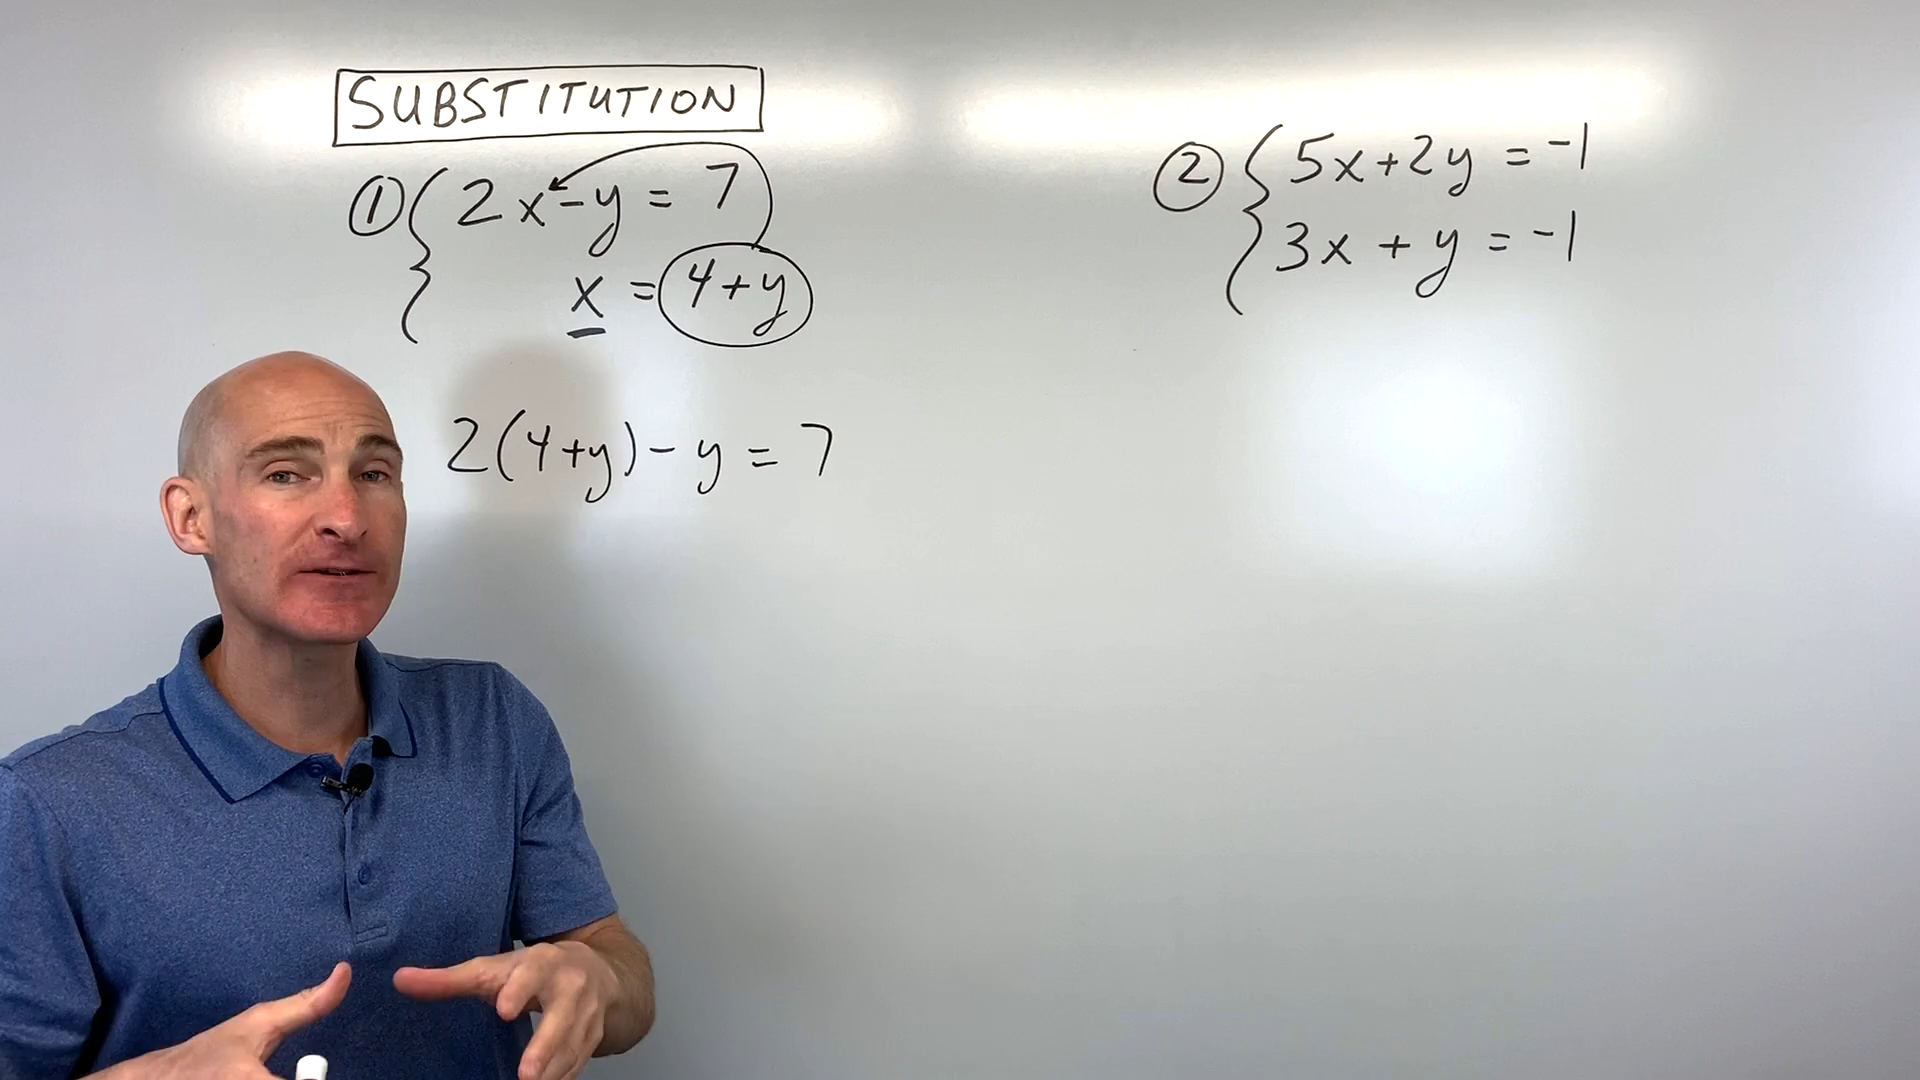 SUBSTITUTION
① { 2x - y = 7
x = 4 + y
2(4+y) - y = 7
② { 5x + 2y = -1
3x + y = -1